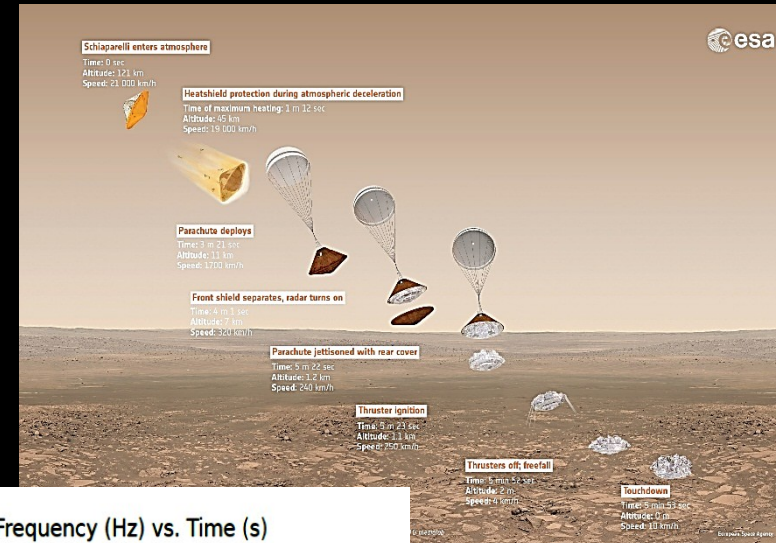 esa
Schiaparelli enters atmosphere
Time: 0 sec
Altitude: 121 km
Speed: 21 000 km/h
Heatshield protection during atmospheric deceleration
Time of maximum heating: 1 m 12 sec
Altitude: 45 km
Speed: 19 000 km/h
Parachute deploys
Time: 3 m 21 sec
Altitude: 11 km
Speed: 1700 km/h
Front shield separates, radar turns on
Time: 4 m 1 sec
Altitude: 7 km
Speed: 320 km/h
Parachute jettisoned with rear cover
Time: 5 m 22 sec
Altitude: 1.2 km
Speed: 240 km/h
Thruster ignition
Time: 5 m 23 sec
Altitude: 1.1 km
Speed: 250 km/h
Thrusters off; freefall
Time: 5 min 52 sec
Altitude: 2 m
Speed: 4 km/h
Touchdown
Time: 5 min 53 sec
Altitude: 0 m
Speed: 10 km/h
European Space Agency
Frequency (Hz) vs. Time (s)